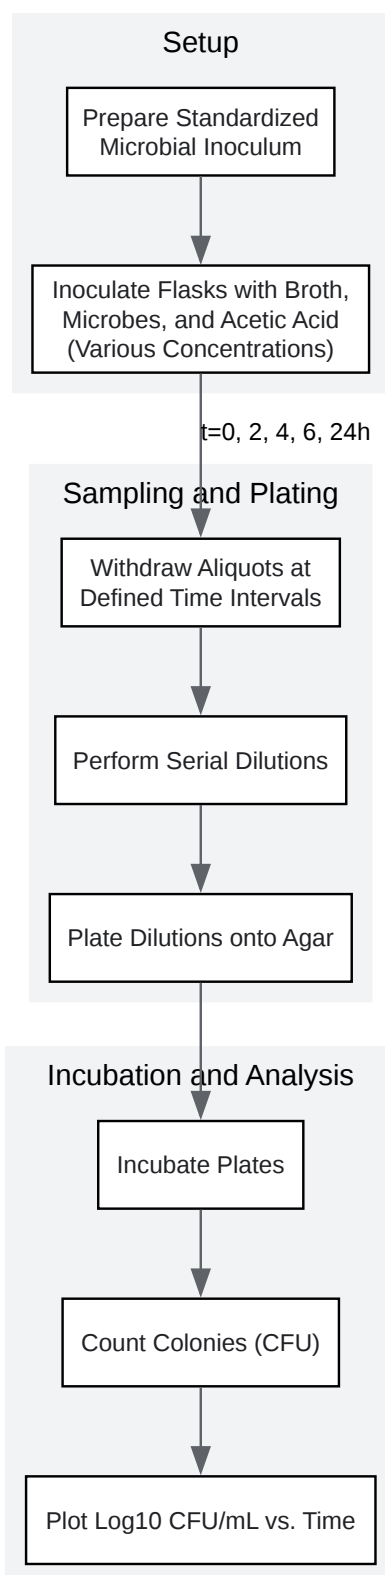 Setup
Prepare Standardized
Microbial Inoculum
Inoculate Flasks with Broth,
Microbes, and Acetic Acid
(Various Concentrations)
t=0, 2, 4, 6, 24h
Sampling and Plating
Withdraw Aliquots at
Defined Time Intervals
Perform Serial Dilutions
Plate Dilutions onto Agar
Incubation and Analysis
Incubate Plates
Count Colonies (CFU)
Plot Log10 CFU/mL vs. Time